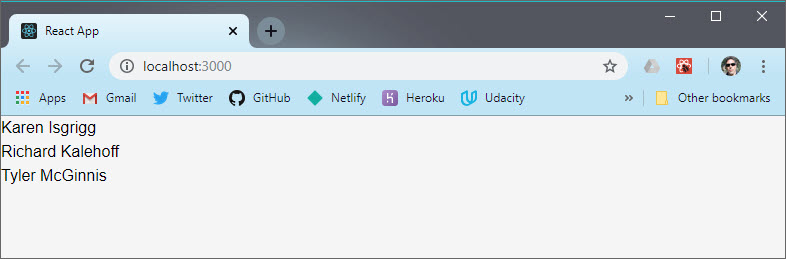 React App
localhost:3000
Apps Gmail Twitter GitHub Netlify Heroku Udacity » Other bookmarks
Karen Isgrigg
Richard Kalehoff
Tyler McGinnis